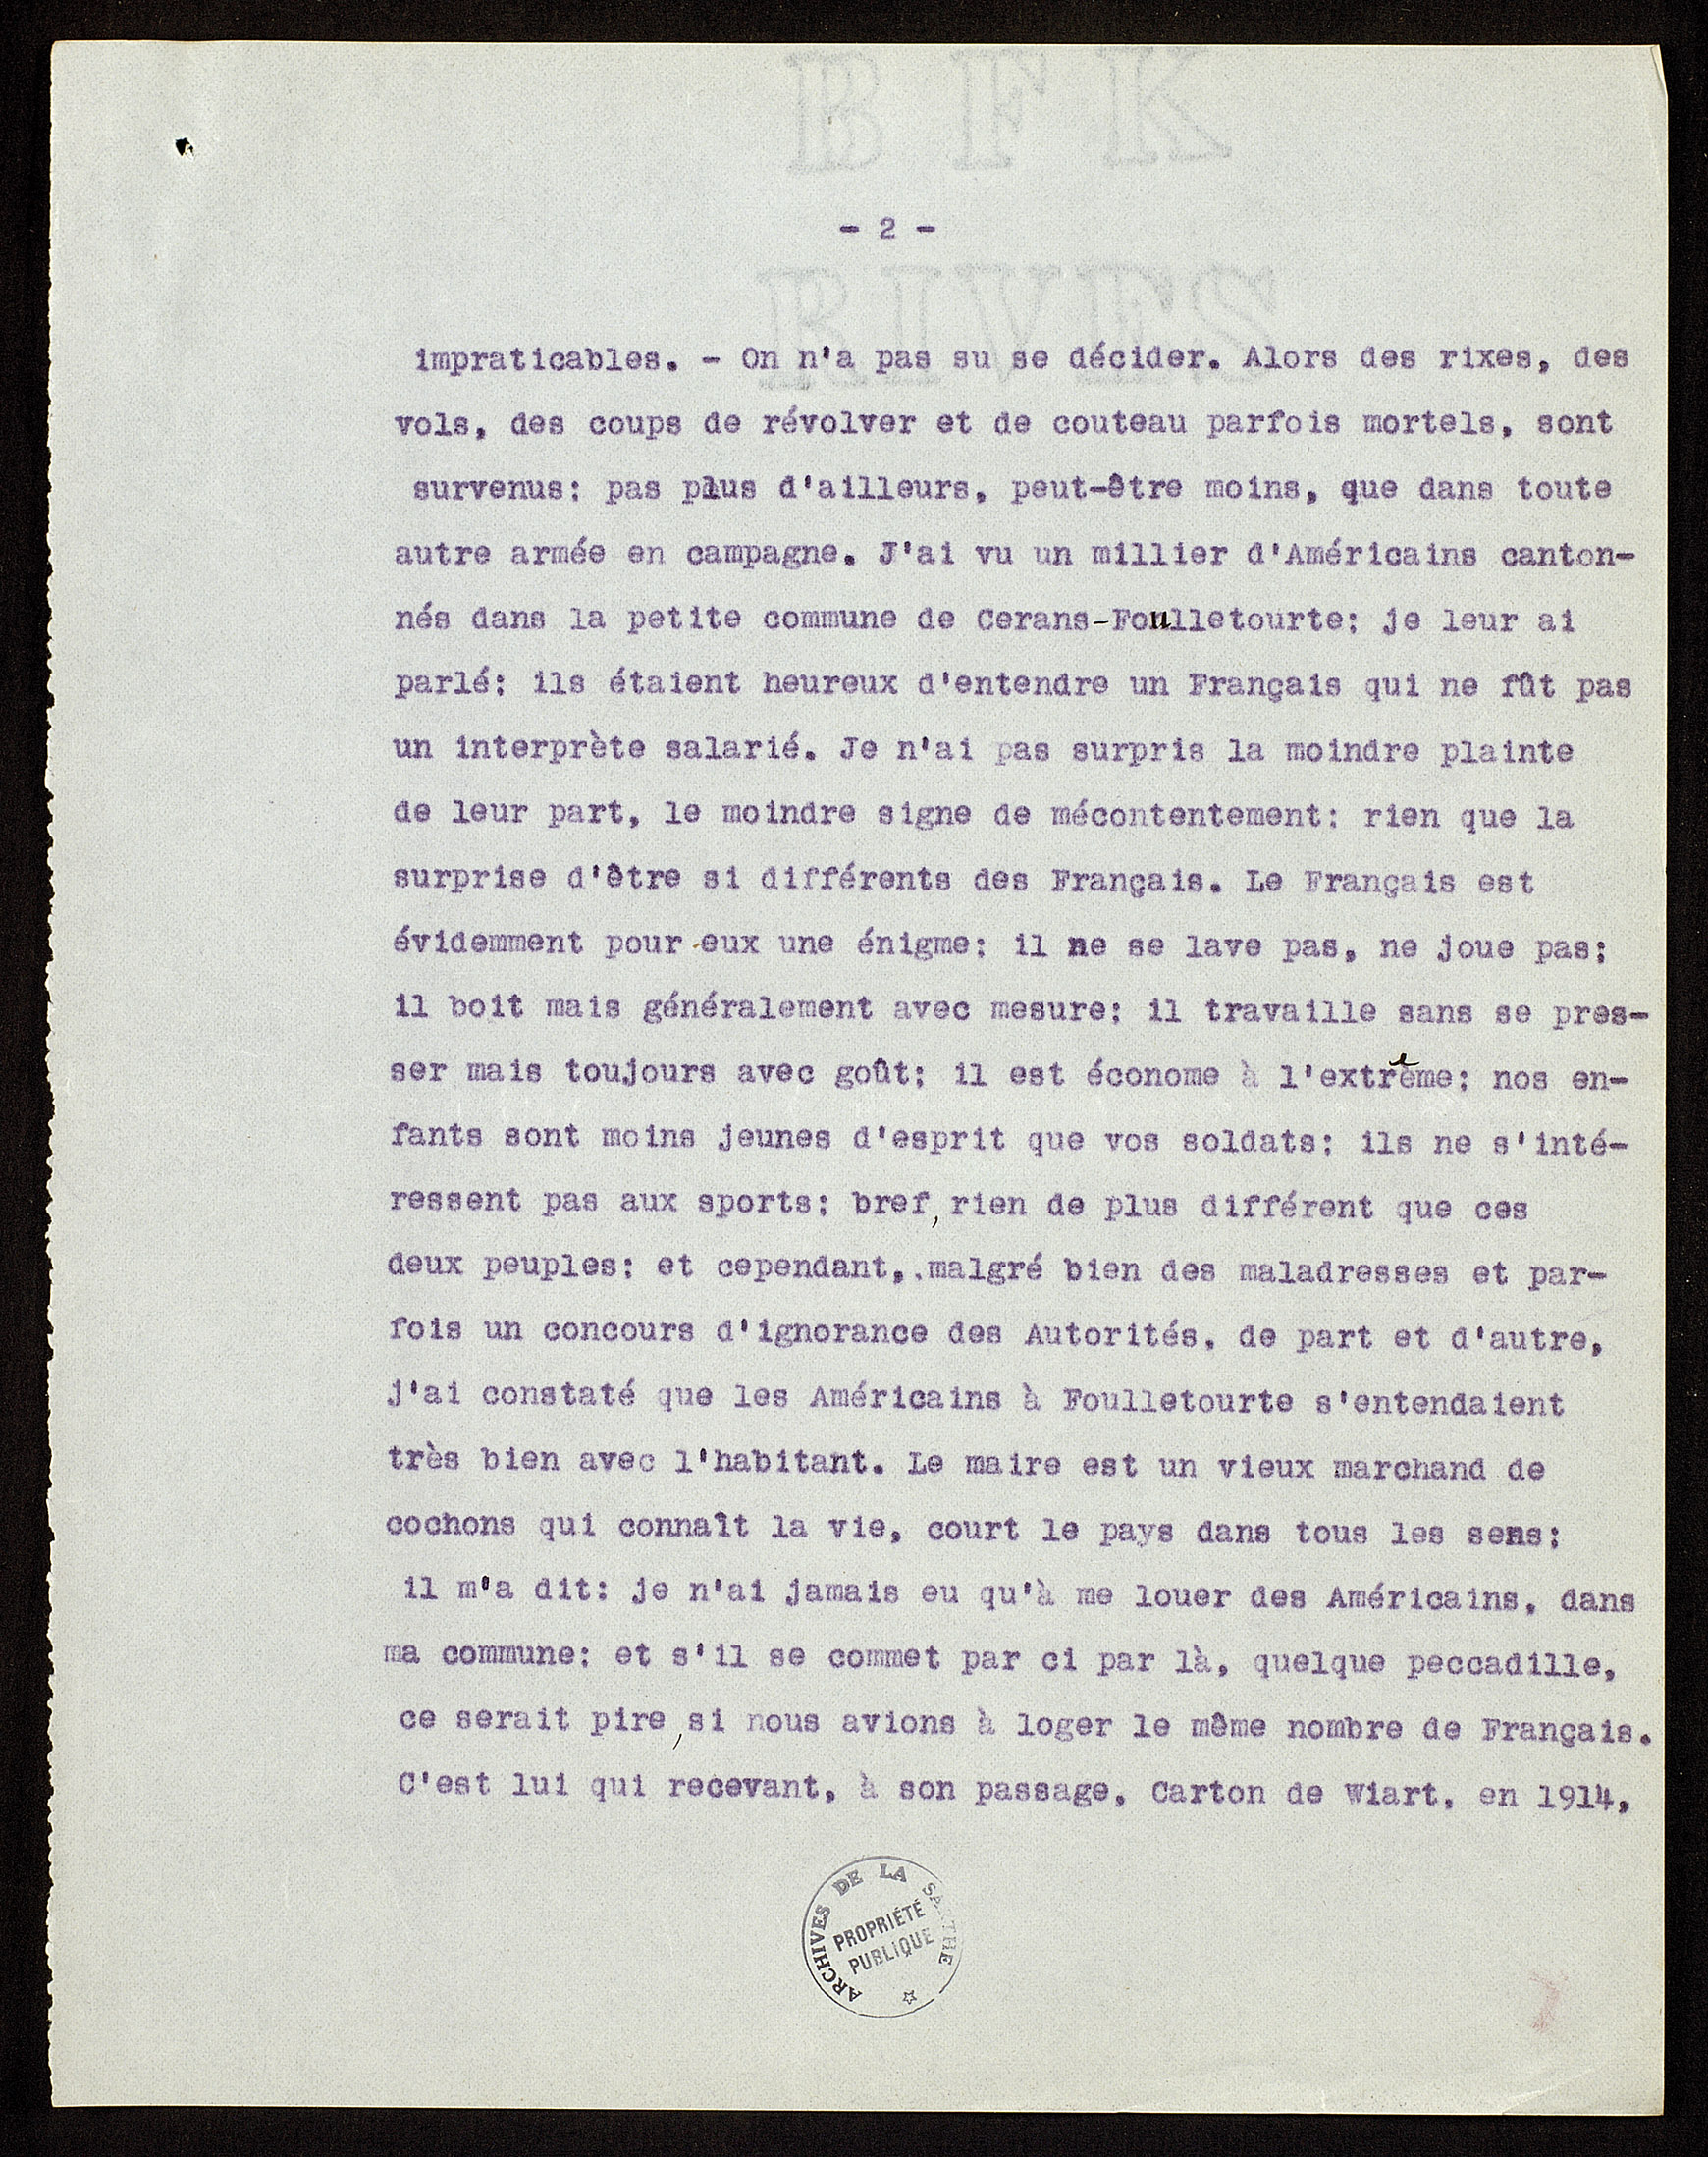 BFK
- 2 -
RIVES
impraticables. - On n'a pas su se décider. Alors des rixes, des
vols, des coups de révolver et de couteau parfois mortels, sont
survenus: pas plus d'ailleurs, peut-être moins, que dans toute
autre armée en campagne. J'ai vu un millier d'Américains canton-
nés dans la petite commune de Cerans-Foulletourte; je leur ai
parlé; ils étaient heureux d'entendre un Français qui ne fût pas
un interprète salarié. Je n'ai pas surpris la moindre plainte
de leur part, le moindre signe de mécontentement; rien que la
surprise d'être si différents des Français. Le Français est
évidemment pour eux une énigme; il ne se lave pas, ne joue pas;
il boit mais généralement avec mesure; il travaille sans se pres-
ser mais toujours avec goût; il est économe à l'extrême; nos en-
fants sont moins jeunes d'esprit que vos soldats; ils ne s'inté-
ressent pas aux sports; bref, rien de plus différent que ces
deux peuples; et cependant, malgré bien des maladresses et par-
fois un concours d'ignorance des Autorités, de part et d'autre,
j'ai constaté que les Américains à Foulletourte s'entendaient
très bien avec l'habitant. Le maire est un vieux marchand de
cochons qui connaît la vie, court le pays dans tous les sens;
il m'a dit: je n'ai jamais eu qu'à me louer des Américains, dans
ma commune; et s'il se commet par ci par là, quelque peccadille,
ce serait pire, si nous avions à loger le même nombre de Français.
C'est lui qui recevant, à son passage, Carton de Wiart, en 1914,
ARCHIVES DE LA SARTHE
PROPRIÉTÉ
PUBLIQUE